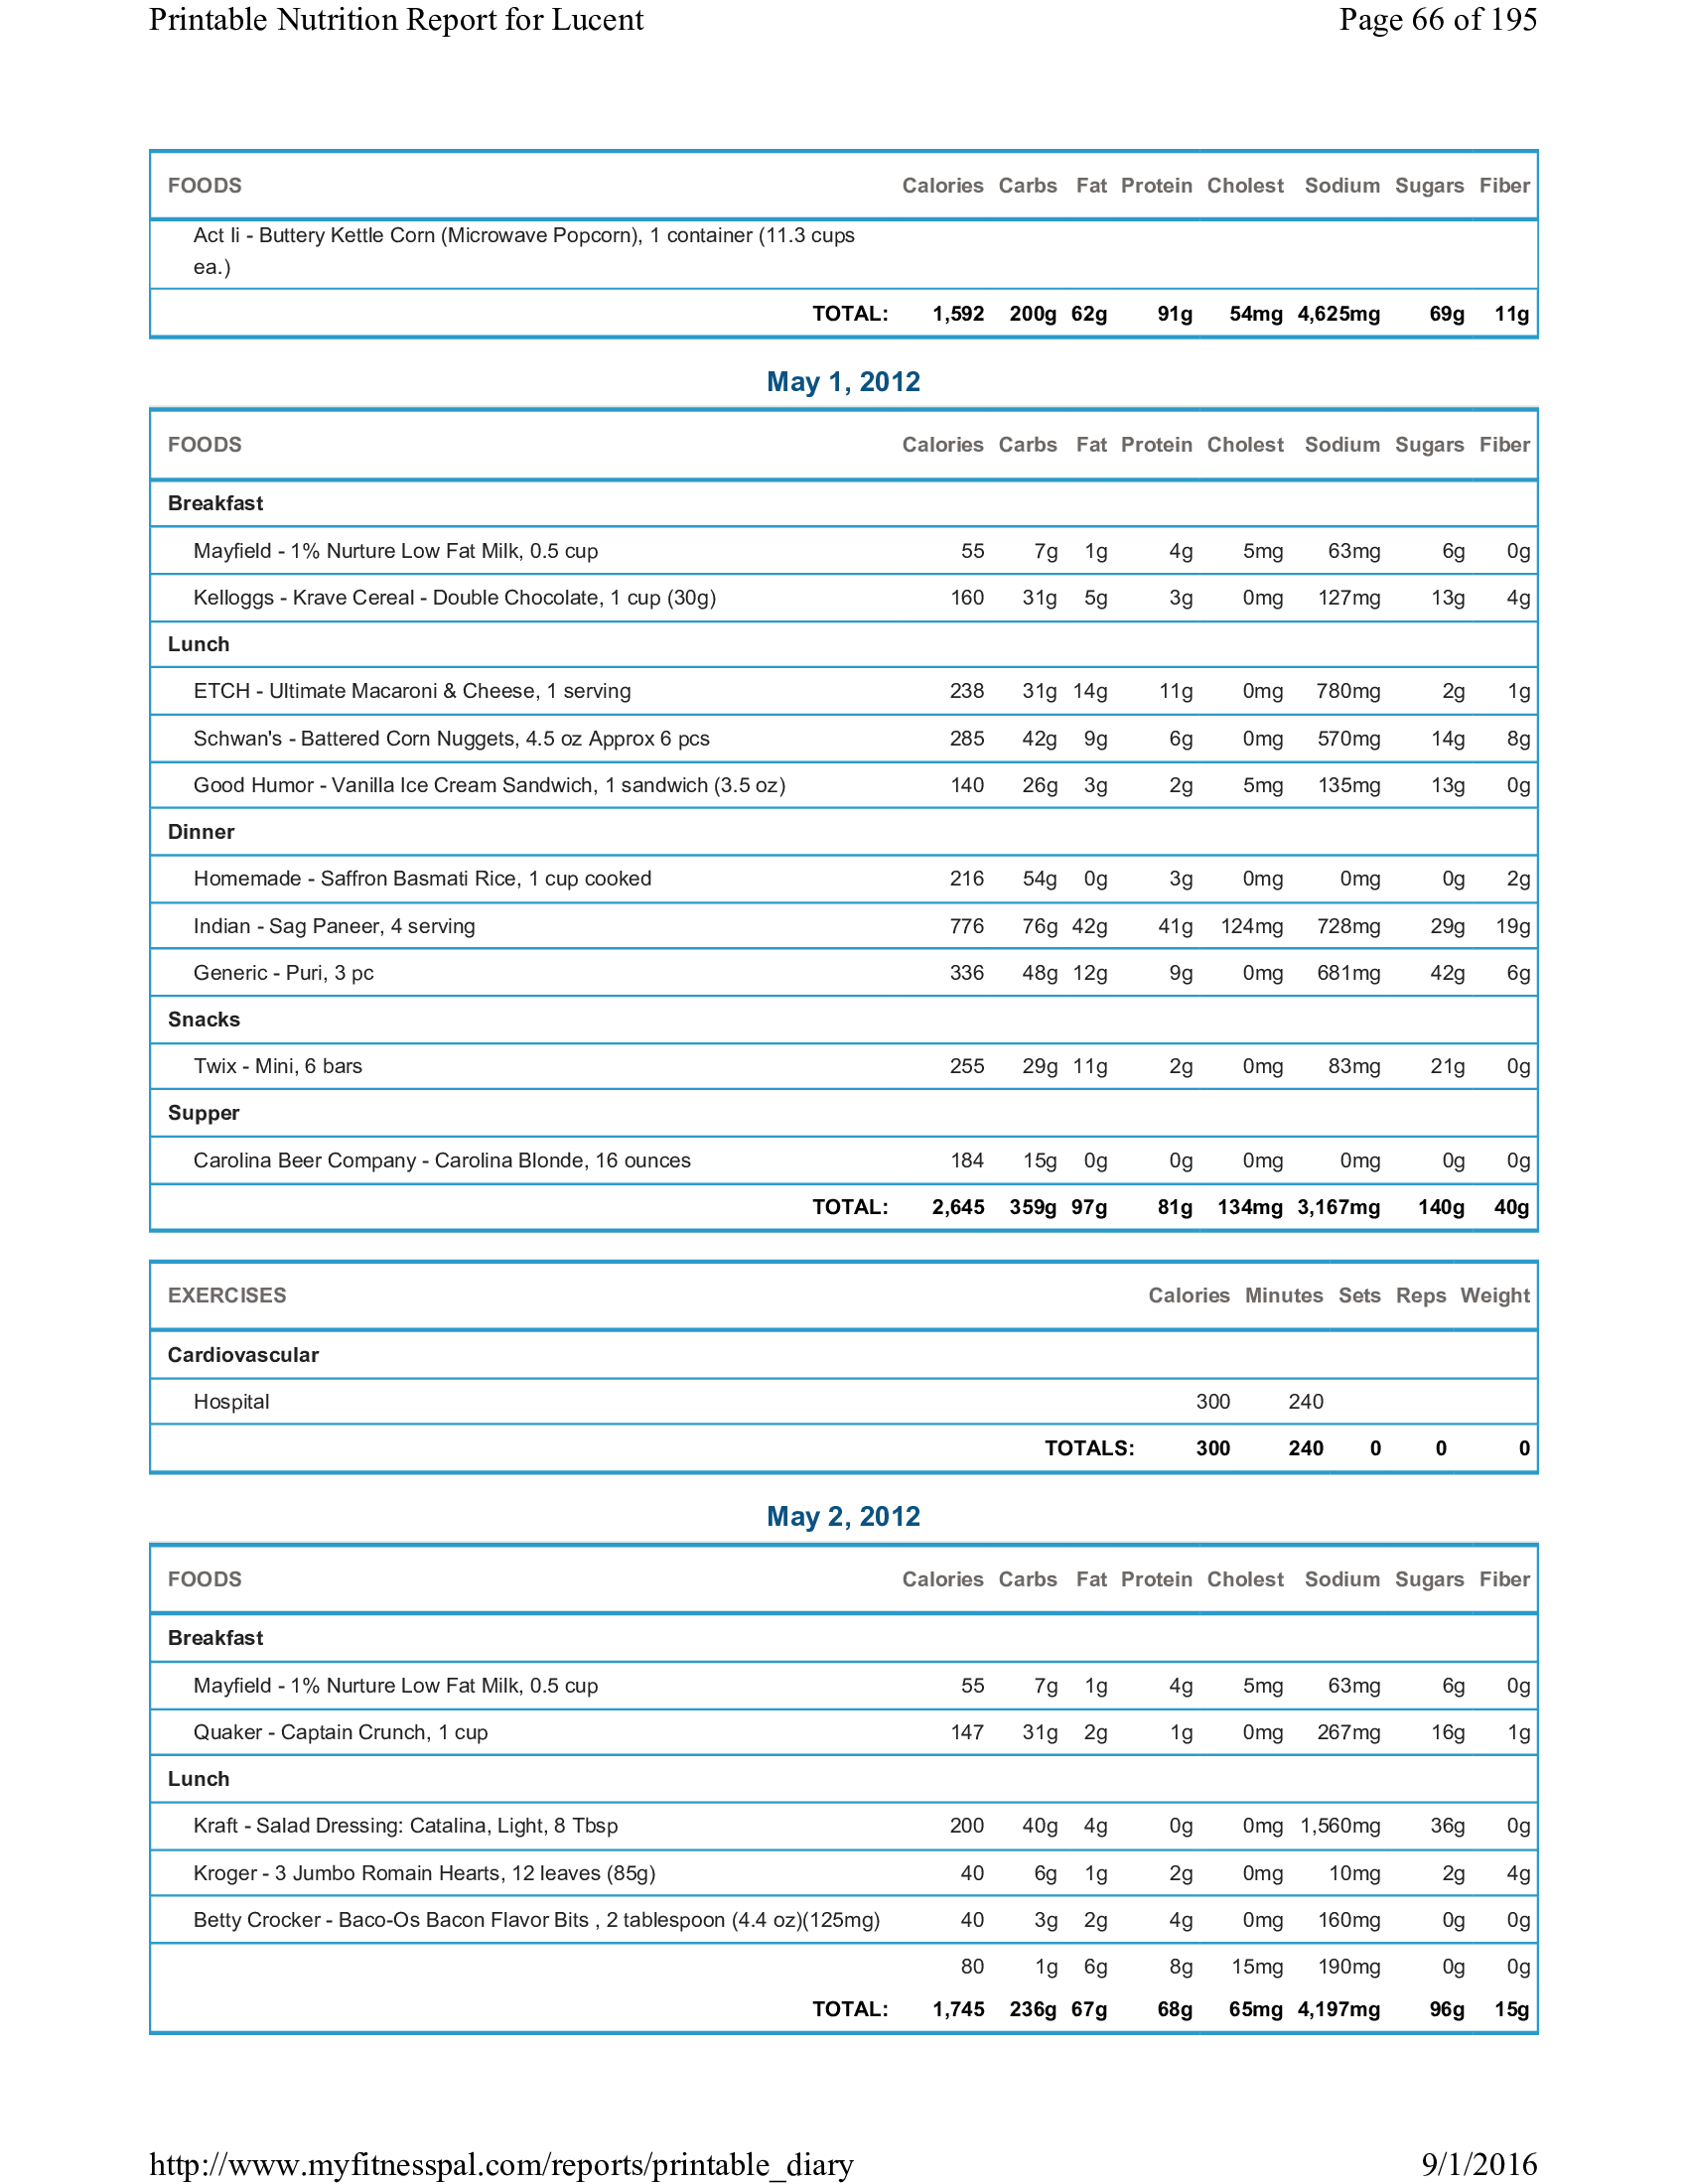 Printable Nutrition Report for Lucent Page 66 of 195
FOODS Calories Carbs Fat Protein Cholest Sodium Sugars Fiber
Act Ii - Buttery Kettle Corn (Microwave Popcorn), 1 container (11.3 cups
ea.)
TOTAL: 1,592 200g 62g 91g 54mg 4,625mg 69g 11g
May 1, 2012
FOODS Calories Carbs Fat Protein Cholest Sodium Sugars Fiber
Breakfast
Mayfield - 1% Nurture Low Fat Milk, 0.5 cup 55 7g 1g 4g 5mg 63mg 6g 0g
Kelloggs - Krave Cereal - Double Chocolate, 1 cup (30g) 160 31g 5g 3g 0mg 127mg 13g 4g
Lunch
ETCH - Ultimate Macaroni & Cheese, 1 serving 238 31g 14g 11g 0mg 780mg 2g 1g
Schwan's - Battered Corn Nuggets, 4.5 oz Approx 6 pcs 285 42g 9g 6g 0mg 570mg 14g 8g
Good Humor - Vanilla Ice Cream Sandwich, 1 sandwich (3.5 oz) 140 26g 3g 2g 5mg 135mg 13g 0g
Dinner
Homemade - Saffron Basmati Rice, 1 cup cooked 216 54g 0g 3g 0mg 0mg 0g 2g
Indian - Sag Paneer, 4 serving 776 76g 42g 41g 124mg 728mg 29g 19g
Generic - Puri, 3 pc 336 48g 12g 9g 0mg 681mg 42g 6g
Snacks
Twix - Mini, 6 bars 255 29g 11g 2g 0mg 83mg 21g 0g
Supper
Carolina Beer Company - Carolina Blonde, 16 ounces 184 15g 0g 0g 0mg 0mg 0g 0g
TOTAL: 2,645 359g 97g 81g 134mg 3,167mg 140g 40g
EXERCISES Calories Minutes Sets Reps Weight
Cardiovascular
Hospital 300 240
TOTALS: 300 240 0 0 0
May 2, 2012
FOODS Calories Carbs Fat Protein Cholest Sodium Sugars Fiber
Breakfast
Mayfield - 1% Nurture Low Fat Milk, 0.5 cup 55 7g 1g 4g 5mg 63mg 6g 0g
Quaker - Captain Crunch, 1 cup 147 31g 2g 1g 0mg 267mg 16g 1g
Lunch
Kraft - Salad Dressing: Catalina, Light, 8 Tbsp 200 40g 4g 0g 0mg 1,560mg 36g 0g
Kroger - 3 Jumbo Romain Hearts, 12 leaves (85g) 40 6g 1g 2g 0mg 10mg 2g 4g
Betty Crocker - Baco-Os Bacon Flavor Bits , 2 tablespoon (4.4 oz)(125mg) 40 3g 2g 4g 0mg 160mg 0g 0g
80 1g 6g 8g 15mg 190mg 0g 0g
TOTAL: 1,745 236g 67g 68g 65mg 4,197mg 96g 15g
http://www.myfitnesspal.com/reports/printable_diary 9/1/2016